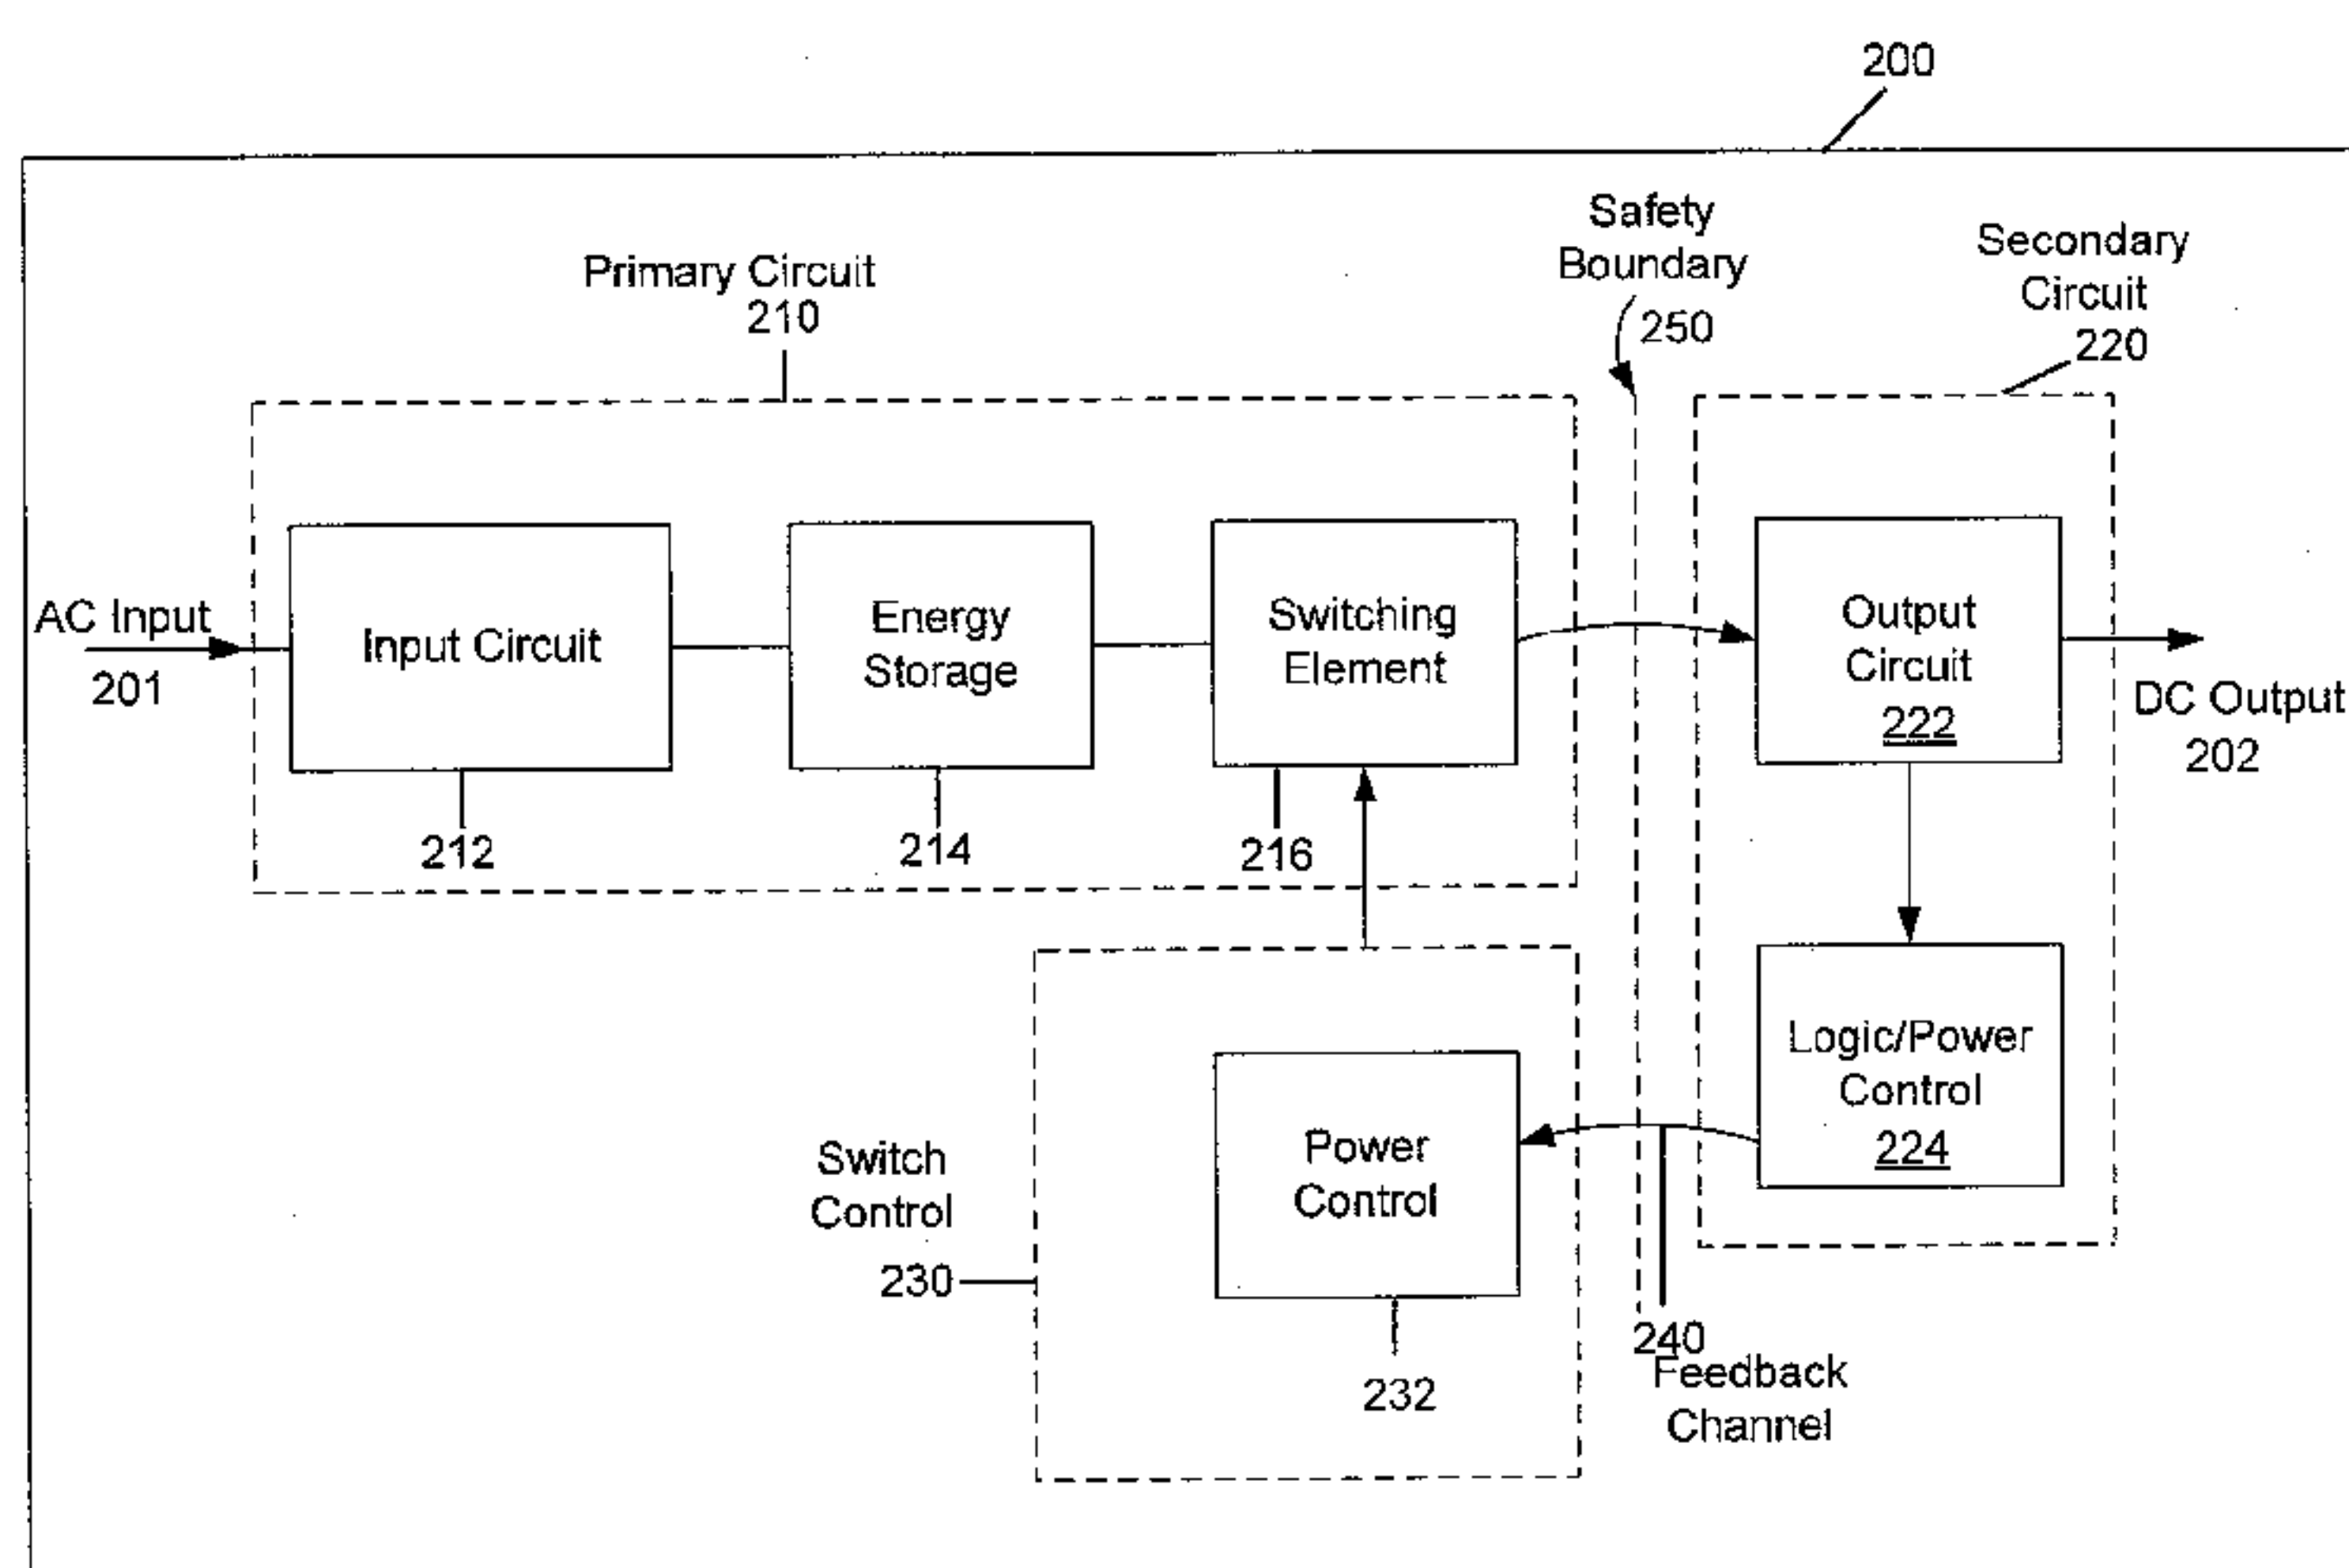 200
Safety
Boundary
250
Secondary
Circuit
220
Primary Circuit
210
AC Input
201
Input Circuit
212
Energy
Storage
214
Switching
Element
216
Output
Circuit
222
DC Output
202
Logic/Power
Control
224
Switch
Control
230
Power
Control
232
240
Feedback
Channel